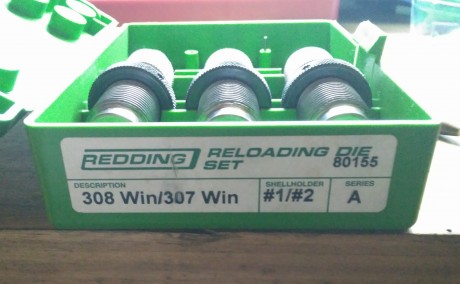 REDDING RELOADING DIE SET 80155
DESCRIPTION SHELLHOLDER SERIES
308 Win/307 Win #1/#2 A